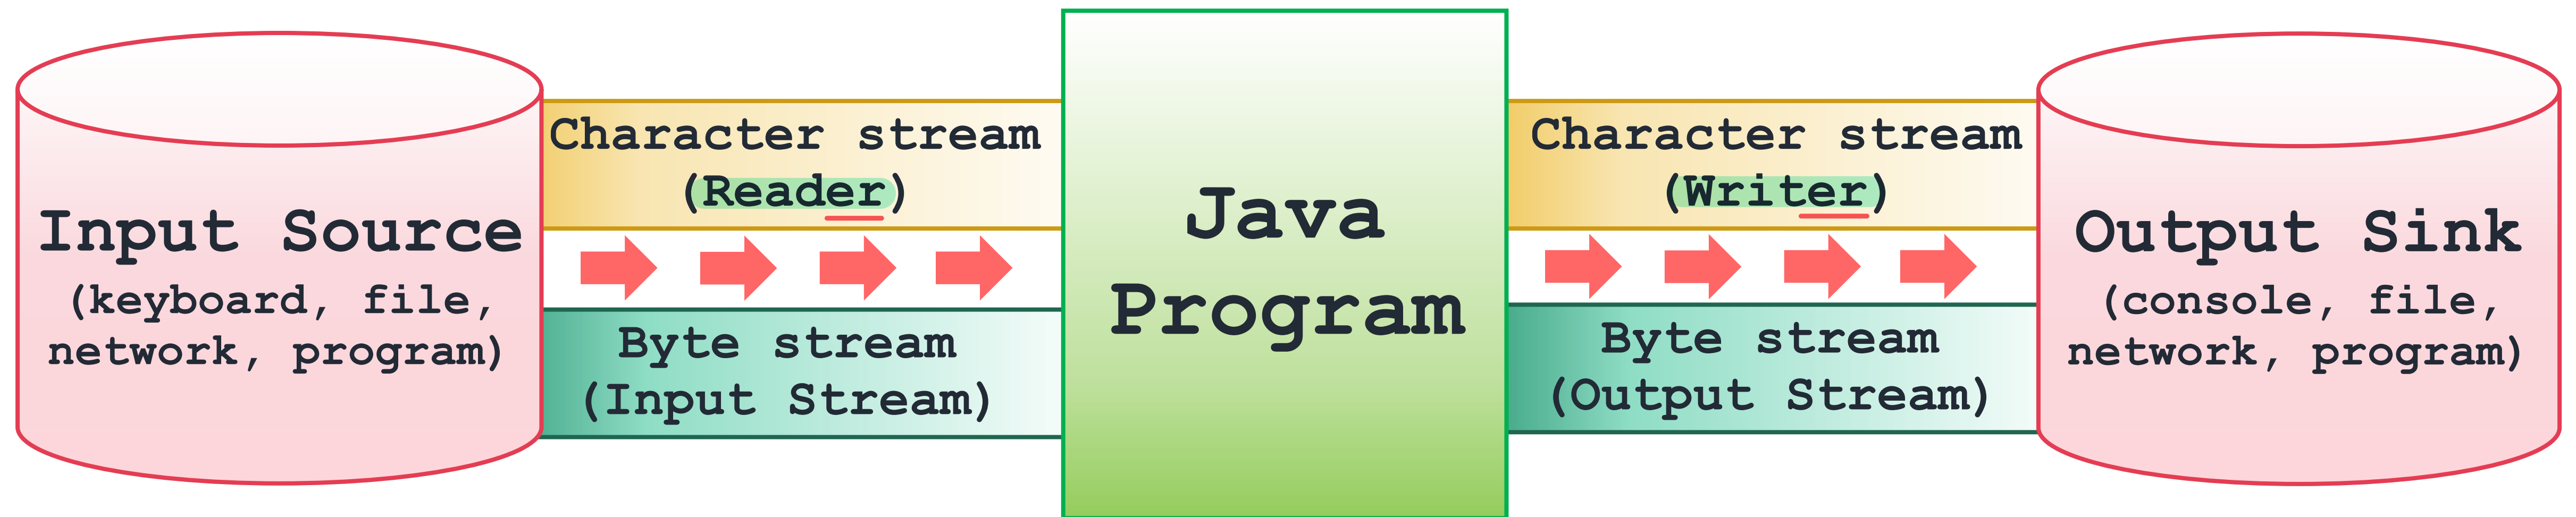 Input Source
(keyboard, file,
network, program)
Character stream
(Reader)
Byte stream
(Input Stream)
Java
Program
Character stream
(Writer)
Byte stream
(Output Stream)
Output Sink
(console, file,
network, program)